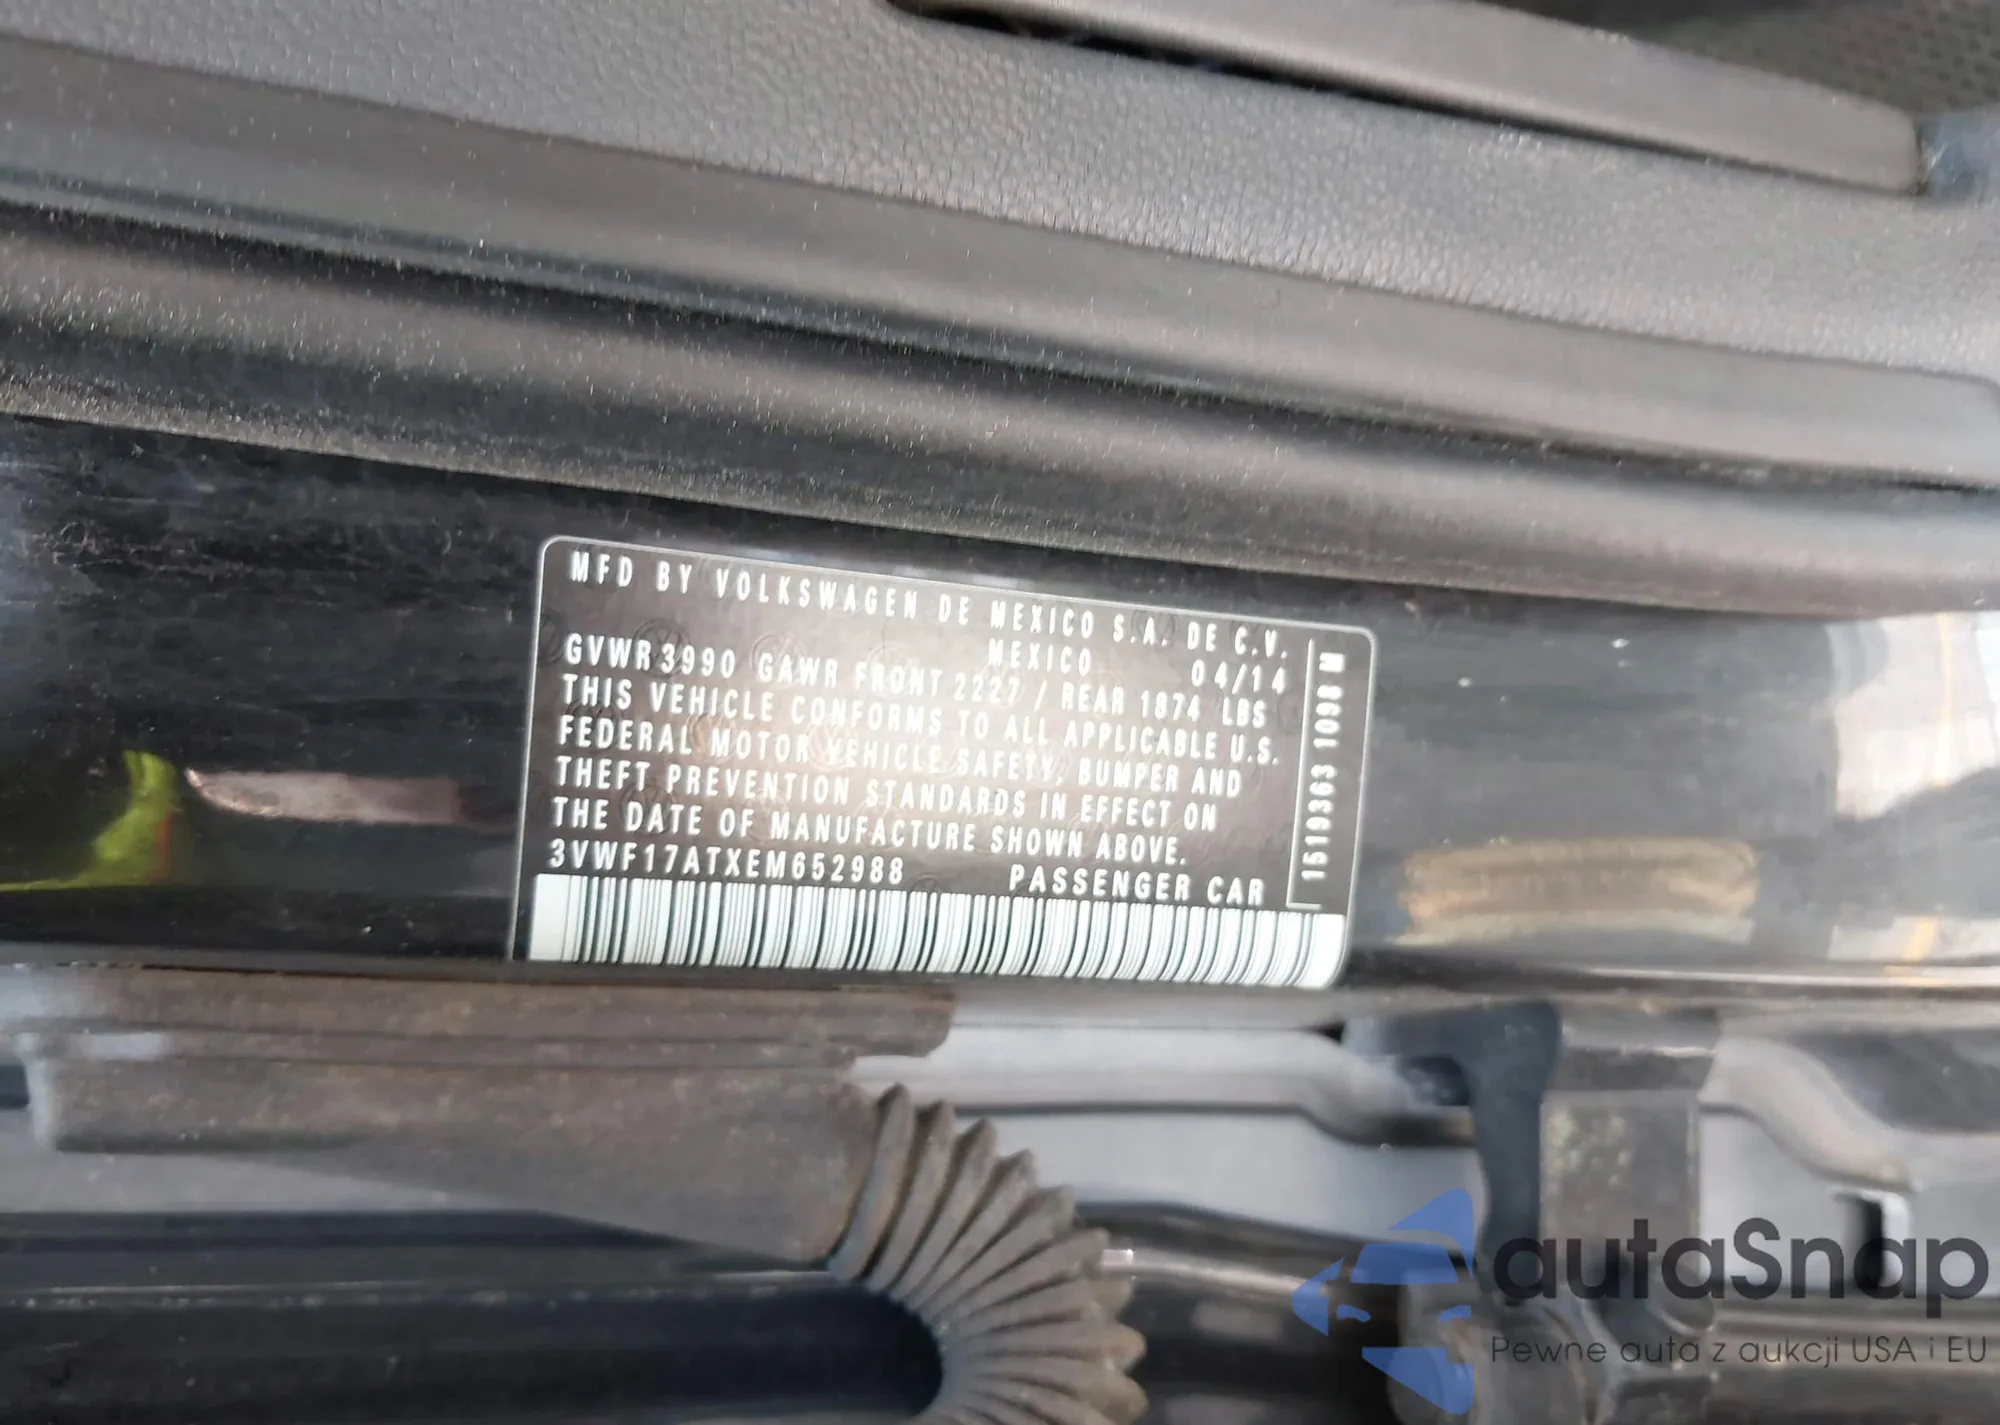 MFD BY VOLKSWAGEN DE MEXICO S.A. DE C.V.
MEXICO 04/14
GVWR 3990 GAWR FRONT 2227 / REAR 1874 LBS
THIS VEHICLE CONFORMS TO ALL APPLICABLE U.S.
FEDERAL MOTOR VEHICLE SAFETY, BUMPER AND
THEFT PREVENTION STANDARDS IN EFFECT ON
THE DATE OF MANUFACTURE SHOWN ABOVE.
3VWF17ATXEM652988 PASSENGER CAR
1519363 1098 M
autaSnap
Pewne auta z aukcji USA i EU